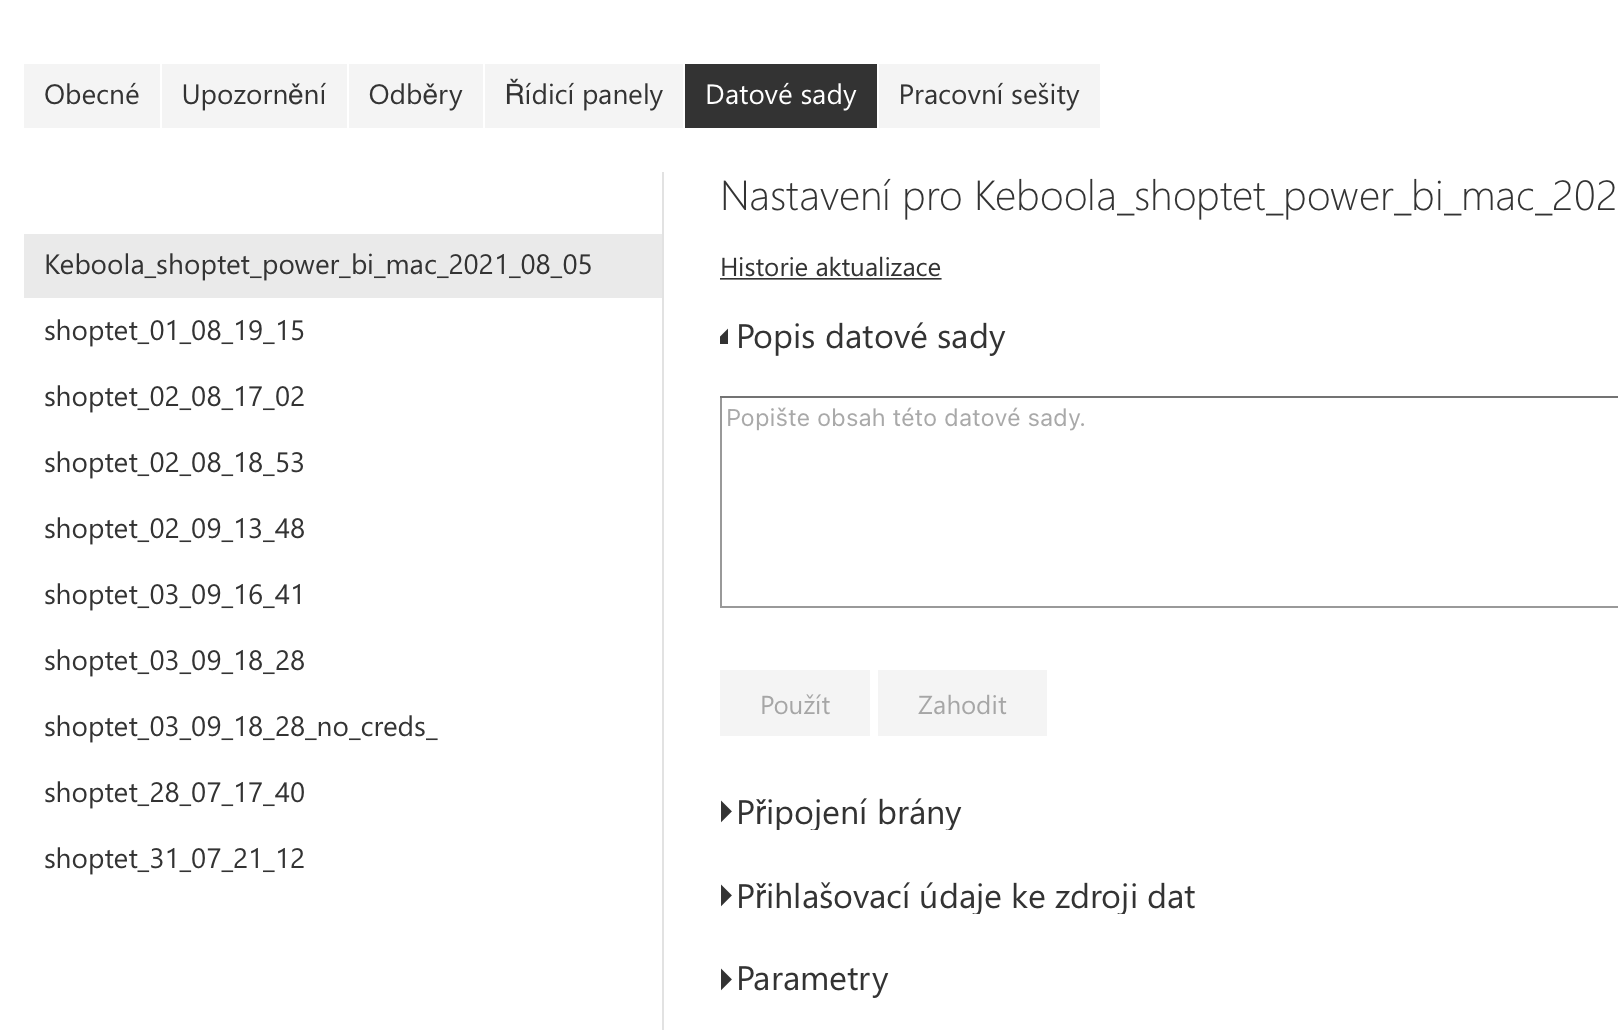 Obecné
Upozornění
Odběry
Řídicí panely
Datové sady
Pracovní sešity
Keboola_shoptet_power_bi_mac_2021_08_05
shoptet_01_08_19_15
shoptet_02_08_17_02
shoptet_02_08_18_53
shoptet_02_09_13_48
shoptet_03_09_16_41
shoptet_03_09_18_28
shoptet_03_09_18_28_no_creds_
shoptet_28_07_17_40
shoptet_31_07_21_12
Nastavení pro Keboola_shoptet_power_bi_mac_202
Historie aktualizace
Popis datové sady
Popište obsah této datové sady.
Použít
Zahodit
Připojení brány
Přihlašovací údaje ke zdroji dat
Parametry